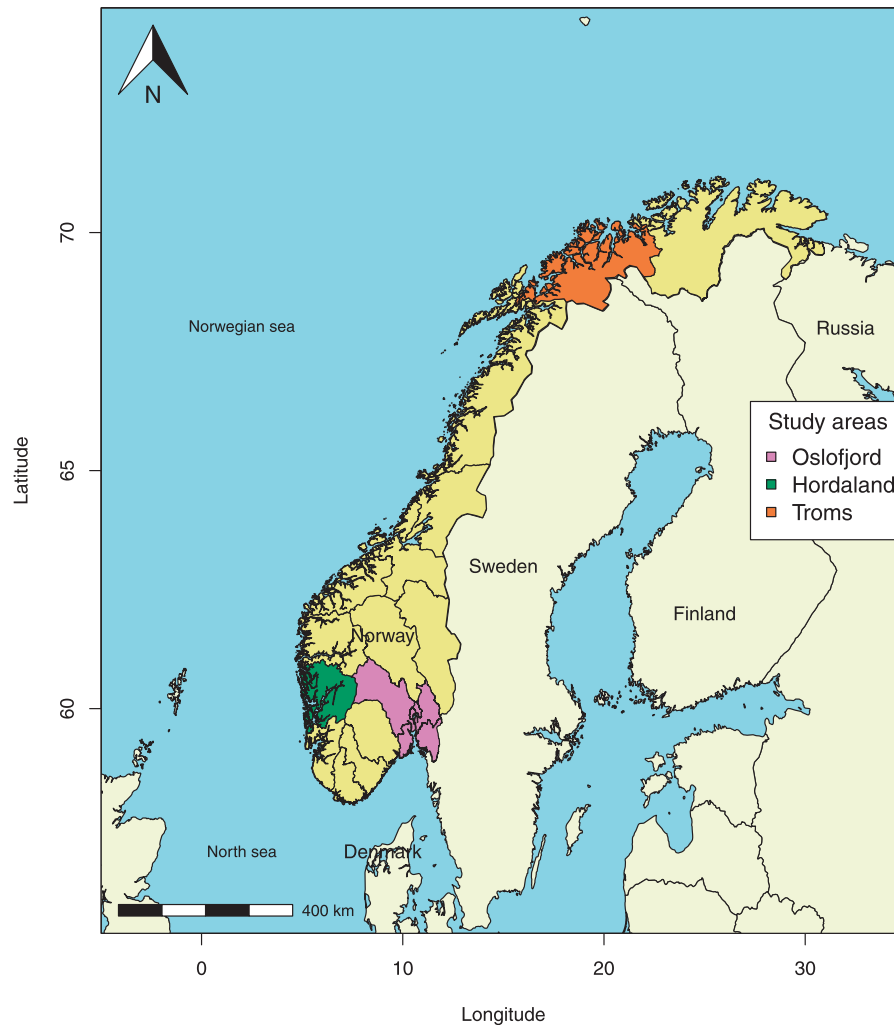 N
70
Norwegian sea
Russia
Study areas
Oslofjord
Hordaland
Troms
65
Latitude
Sweden
Finland
Norway
60
North sea
Denmark
400 km
0
10
20
30
Longitude